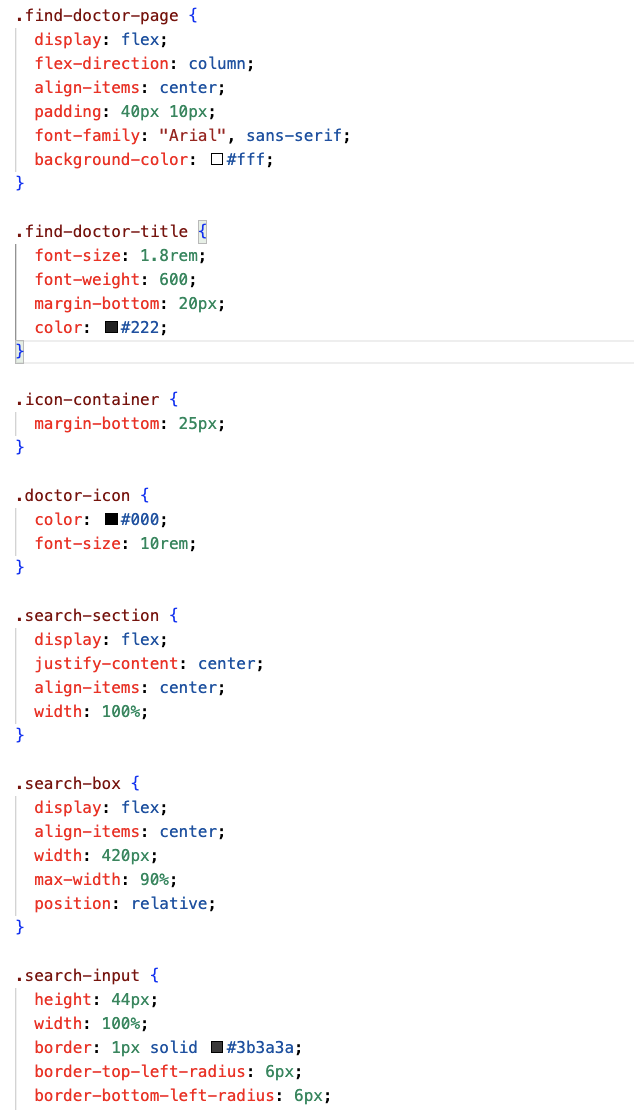 .find-doctor-page {
  display: flex;
  flex-direction: column;
  align-items: center;
  padding: 40px 10px;
  font-family: "Arial", sans-serif;
  background-color: #fff;
}

.find-doctor-title {
  font-size: 1.8rem;
  font-weight: 600;
  margin-bottom: 20px;
  color: #222;
}

.icon-container {
  margin-bottom: 25px;
}

.doctor-icon {
  color: #000;
  font-size: 10rem;
}

.search-section {
  display: flex;
  justify-content: center;
  align-items: center;
  width: 100%;
}

.search-box {
  display: flex;
  align-items: center;
  width: 420px;
  max-width: 90%;
  position: relative;
}

.search-input {
  height: 44px;
  width: 100%;
  border: 1px solid #3b3a3a;
  border-top-left-radius: 6px;
  border-bottom-left-radius: 6px;